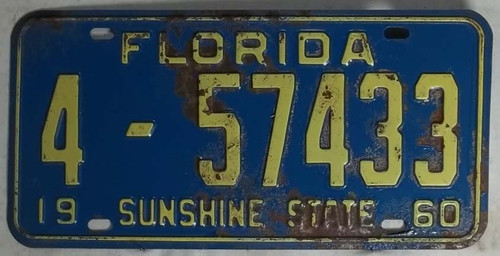 FLORIDA
4-57433
19 SUNSHINE STATE 60